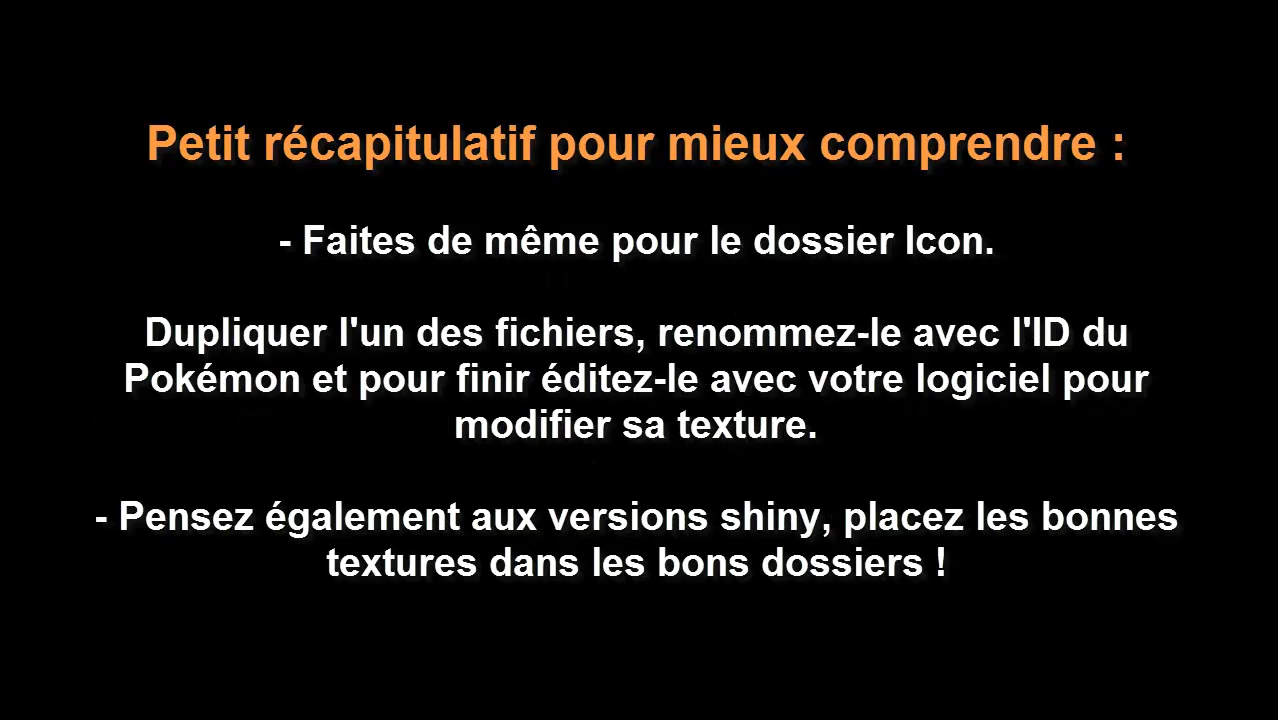 Petit récapitulatif pour mieux comprendre :
- Faites de même pour le dossier Icon.
Dupliquer l'un des fichiers, renommez-le avec l'ID du
Pokémon et pour finir éditez-le avec votre logiciel pour
modifier sa texture.
- Pensez également aux versions shiny, placez les bonnes
textures dans les bons dossiers !